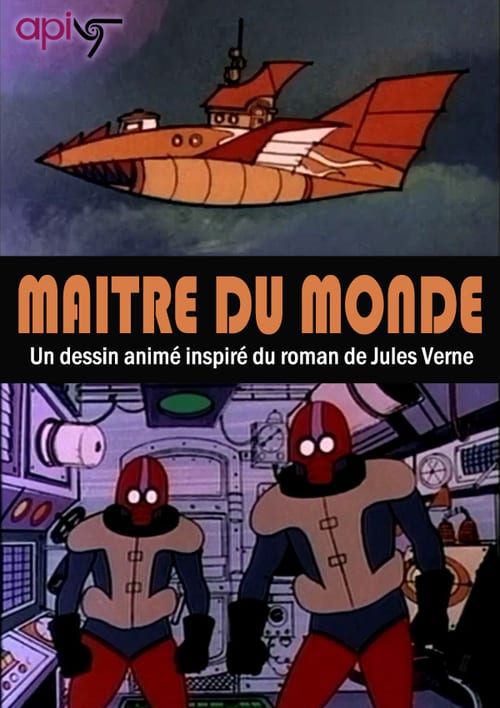 api
MAITRE DU MONDE
Un dessin animé inspiré du roman de Jules Verne